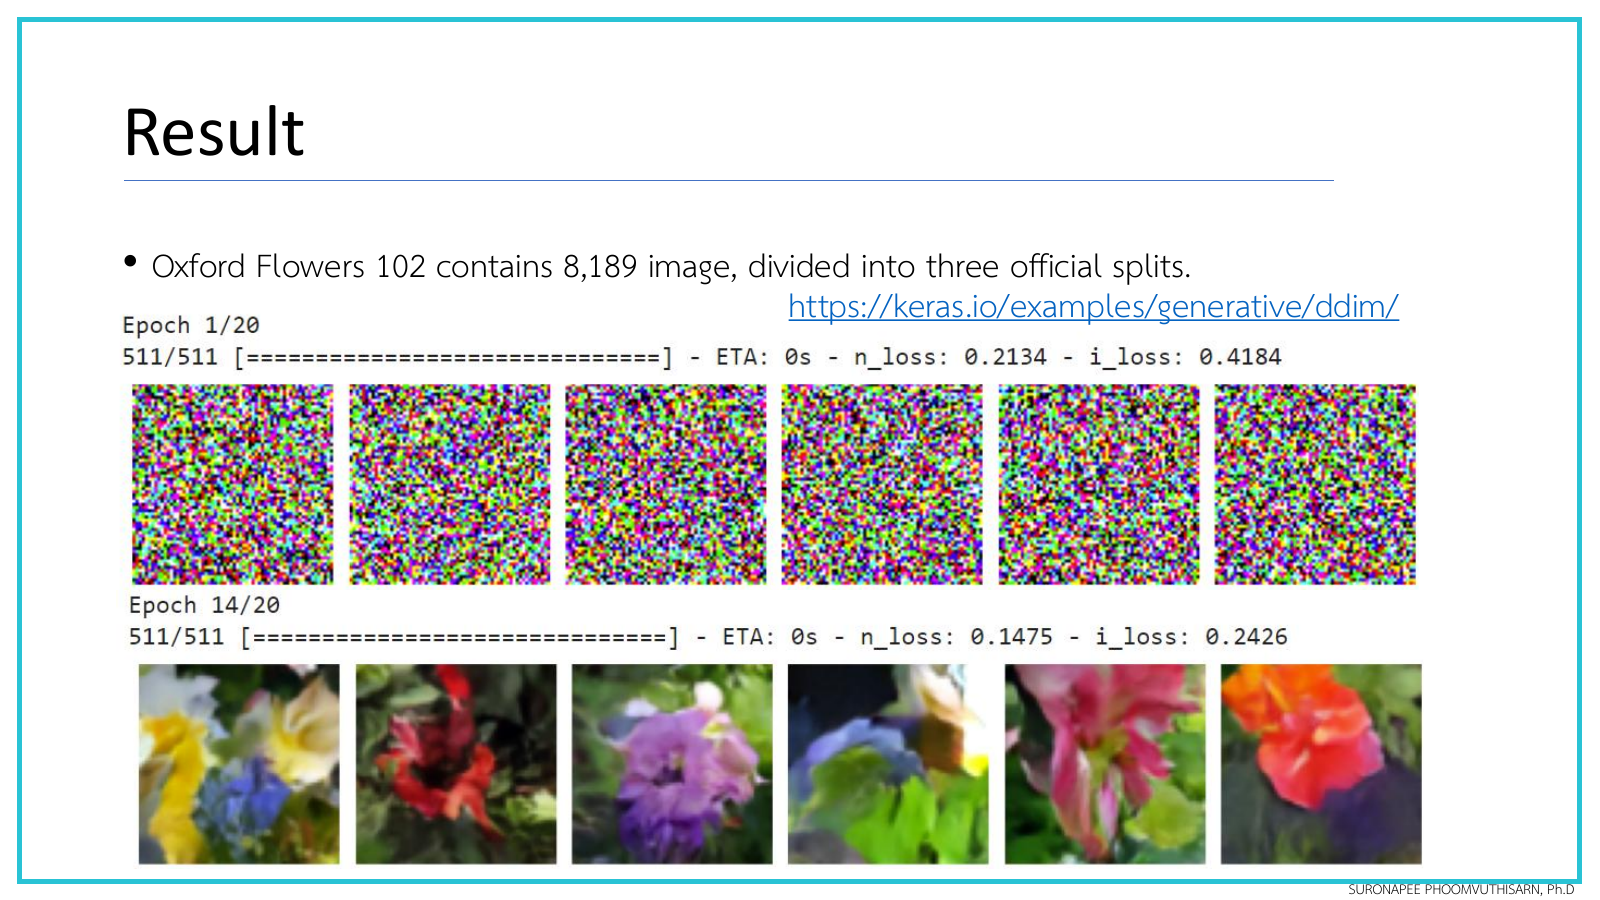 Result
• Oxford Flowers 102 contains 8,189 image, divided into three official splits.
https://keras.io/examples/generative/ddim/
Epoch 1/20
511/511 [==============================] - ETA: 0s - n_loss: 0.2134 - i_loss: 0.4184
Epoch 14/20
511/511 [==============================] - ETA: 0s - n_loss: 0.1475 - i_loss: 0.2426
SURONAPEE PHOOMVUTHISARN, Ph.D